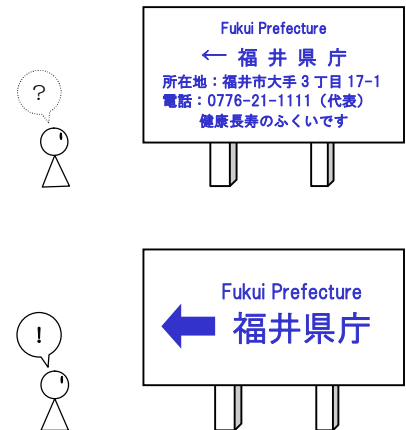 Fukui Prefecture
← 福井県庁
所在地：福井市大手3丁目17-1
電話：0776-21-1111（代表）
健康長寿のふくいです
?
Fukui Prefecture
福井県庁
!